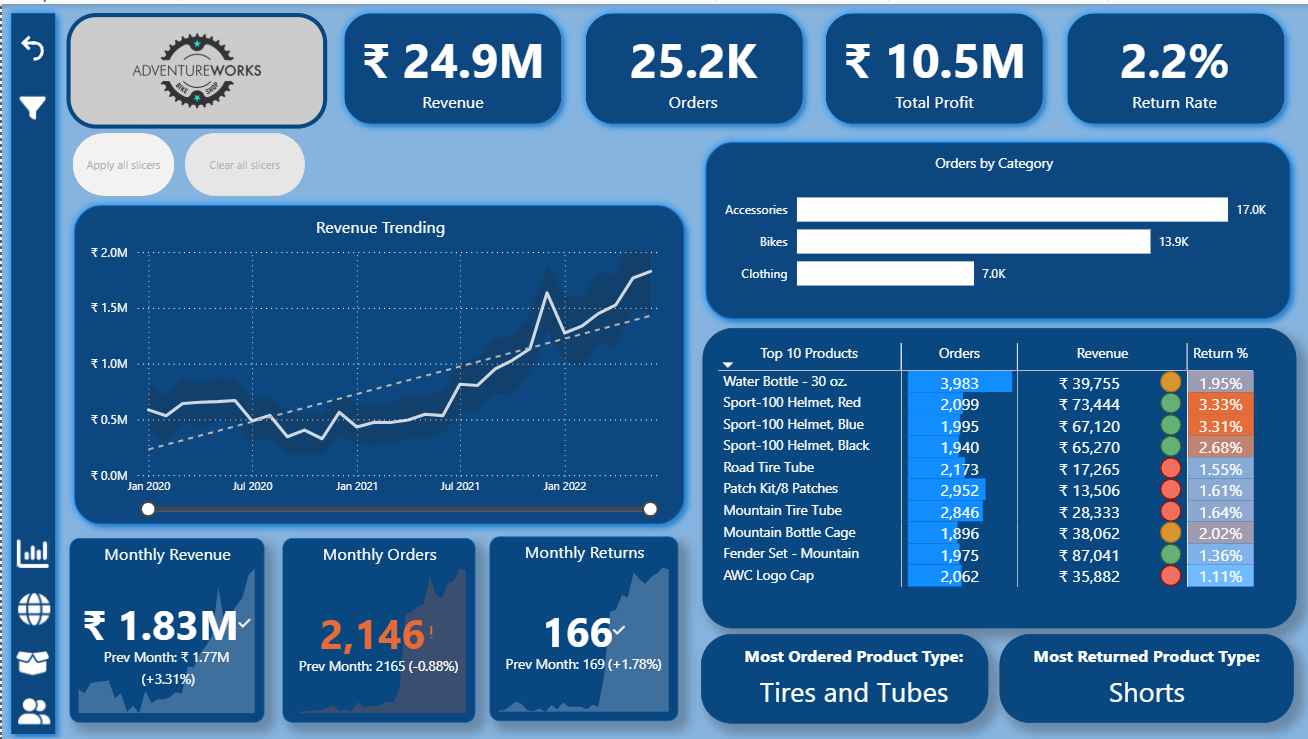 ADVENTUREWORKS
BIKE SHOP
₹ 24.9M
Revenue
25.2K
Orders
₹ 10.5M
Total Profit
2.2%
Return Rate
Apply all slicers
Clear all slicers
Revenue Trending
₹ 2.0M
₹ 1.5M
₹ 1.0M
₹ 0.5M
₹ 0.0M
Jan 2020 Jul 2020 Jan 2021 Jul 2021 Jan 2022
Orders by Category
Accessories 17.0K
Bikes 13.9K
Clothing 7.0K
Top 10 Products Orders Revenue Return %
Water Bottle - 30 oz. 3,983 ₹ 39,755 1.95%
Sport-100 Helmet, Red 2,099 ₹ 73,444 3.33%
Sport-100 Helmet, Blue 1,995 ₹ 67,120 3.31%
Sport-100 Helmet, Black 1,940 ₹ 65,270 2.68%
Road Tire Tube 2,173 ₹ 17,265 1.55%
Patch Kit/8 Patches 2,952 ₹ 13,506 1.61%
Mountain Tire Tube 2,846 ₹ 28,333 1.64%
Mountain Bottle Cage 1,896 ₹ 38,062 2.02%
Fender Set - Mountain 1,975 ₹ 87,041 1.36%
AWC Logo Cap 2,062 ₹ 35,882 1.11%
Monthly Revenue
₹ 1.83M
Prev Month: ₹ 1.77M
(+3.31%)
Monthly Orders
2,146!
Prev Month: 2165 (-0.88%)
Monthly Returns
166
Prev Month: 169 (+1.78%)
Most Ordered Product Type:
Tires and Tubes
Most Returned Product Type:
Shorts